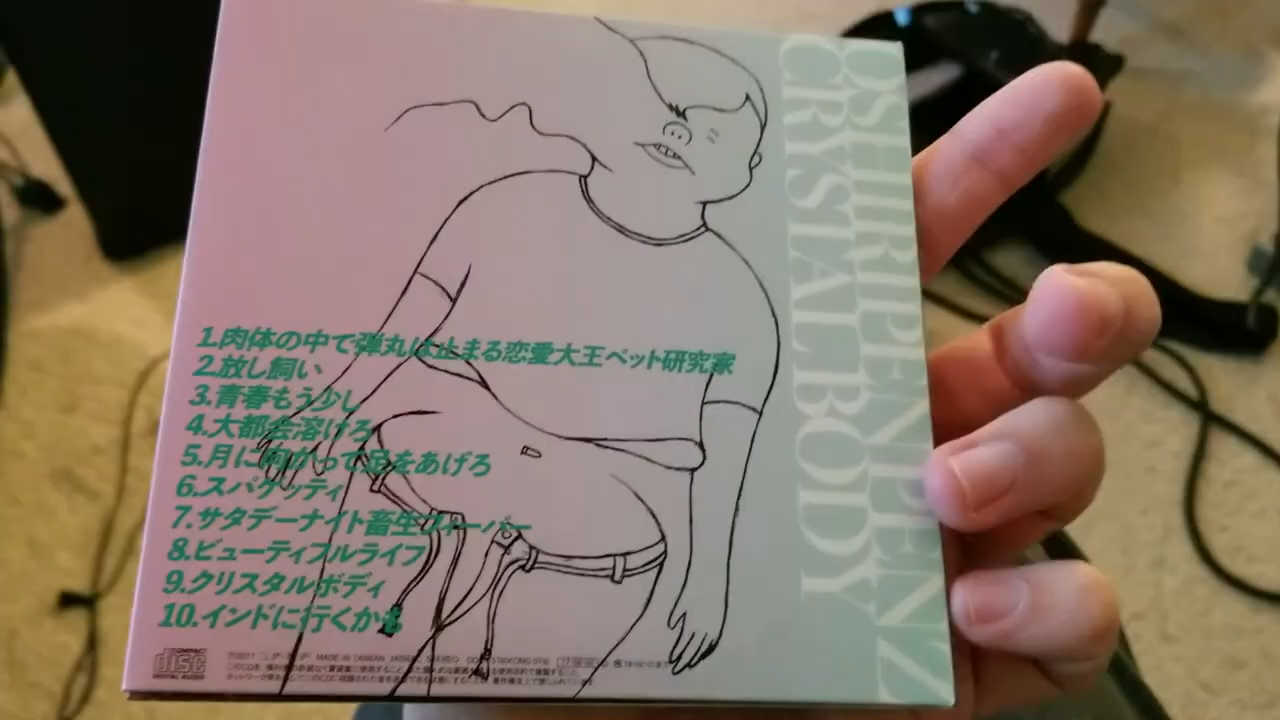 1.肉体の中で弾丸は止まる恋愛大王ペット研究家
2.放し飼い
3.青春もう少し
4.大都会溶けろ
5.月に向かって足をあげろ
6.スパゲッティ
7.サタデーナイト畜生フィーバー
8.ビューティフルライフ
9.クリスタルボディ
10.インドに行くかも
OSHIRIPENPENZ
CRYSTAL BODY
COMPACT
disc
DIGITAL AUDIO
MADE IN
STEREO